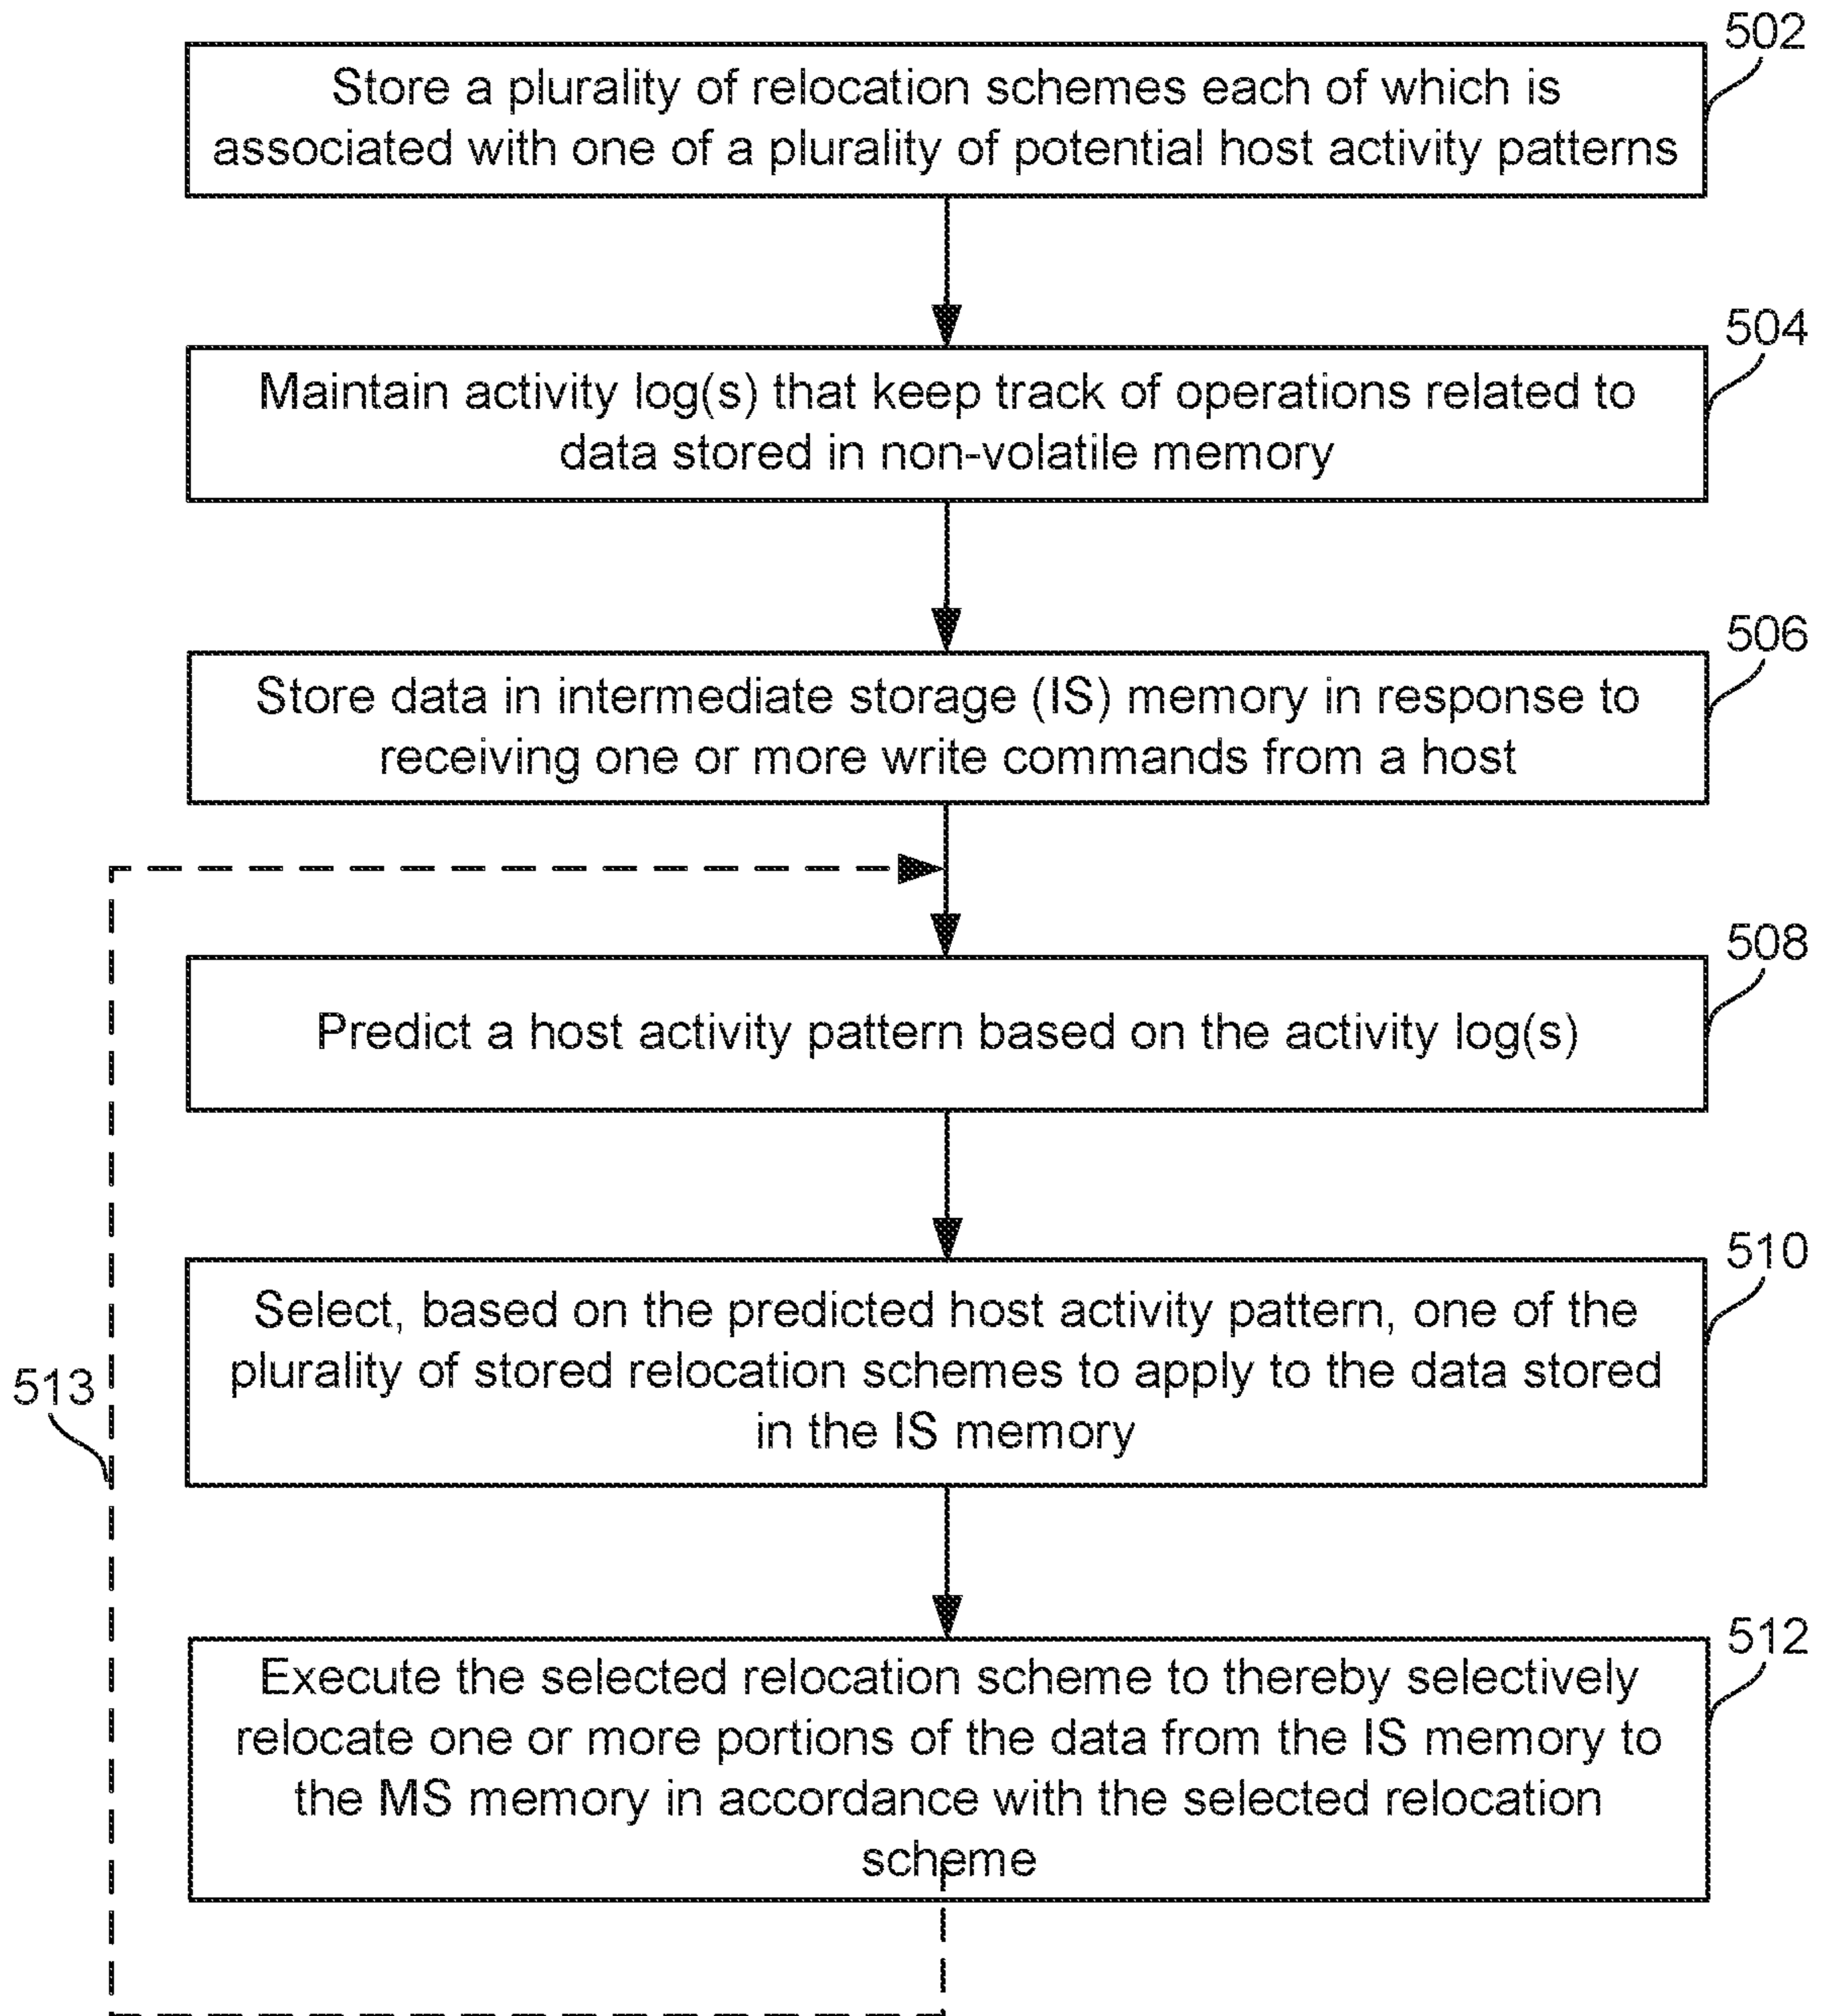 502
Store a plurality of relocation schemes each of which is
associated with one of a plurality of potential host activity patterns
504
Maintain activity log(s) that keep track of operations related to
data stored in non-volatile memory
506
Store data in intermediate storage (IS) memory in response to
receiving one or more write commands from a host
508
Predict a host activity pattern based on the activity log(s)
510
Select, based on the predicted host activity pattern, one of the
plurality of stored relocation schemes to apply to the data stored
in the IS memory
513
512
Execute the selected relocation scheme to thereby selectively
relocate one or more portions of the data from the IS memory to
the MS memory in accordance with the selected relocation
scheme